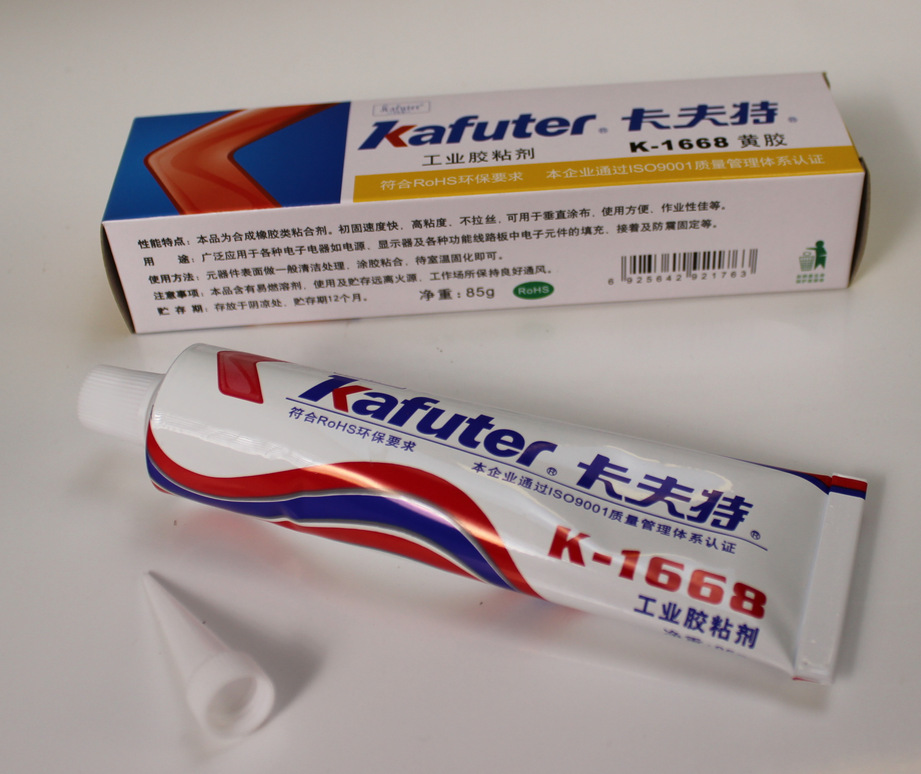 Kafuter
Kafuter® 卡夫特®
工业胶粘剂 K-1668 黄胶
符合RoHS环保要求 本企业通过ISO9001质量管理体系认证
性能特点：本品为合成橡胶类粘合剂。初固速度快，高粘度、不拉丝，可用于垂直涂布，使用方便，作业性佳等。
用 途：广泛应用于各种电子电器如电源，显示器及各种功能线路板中电子元件的填充，接着及防震固定等。
使用方法：元器件表面做一般清洁处理，涂胶粘合，待室温固化即可。
注意事项：本品含有易燃溶剂，使用及贮存远离火源，工作场所保持良好通风。
贮 存 期：存放于阴凉处，贮存期12个月。
净重：85g RoHS
6 925642 921763
Kafuter® 卡夫特®
符合RoHS环保要求 本企业通过ISO9001质量管理体系认证
K-1668
工业胶粘剂